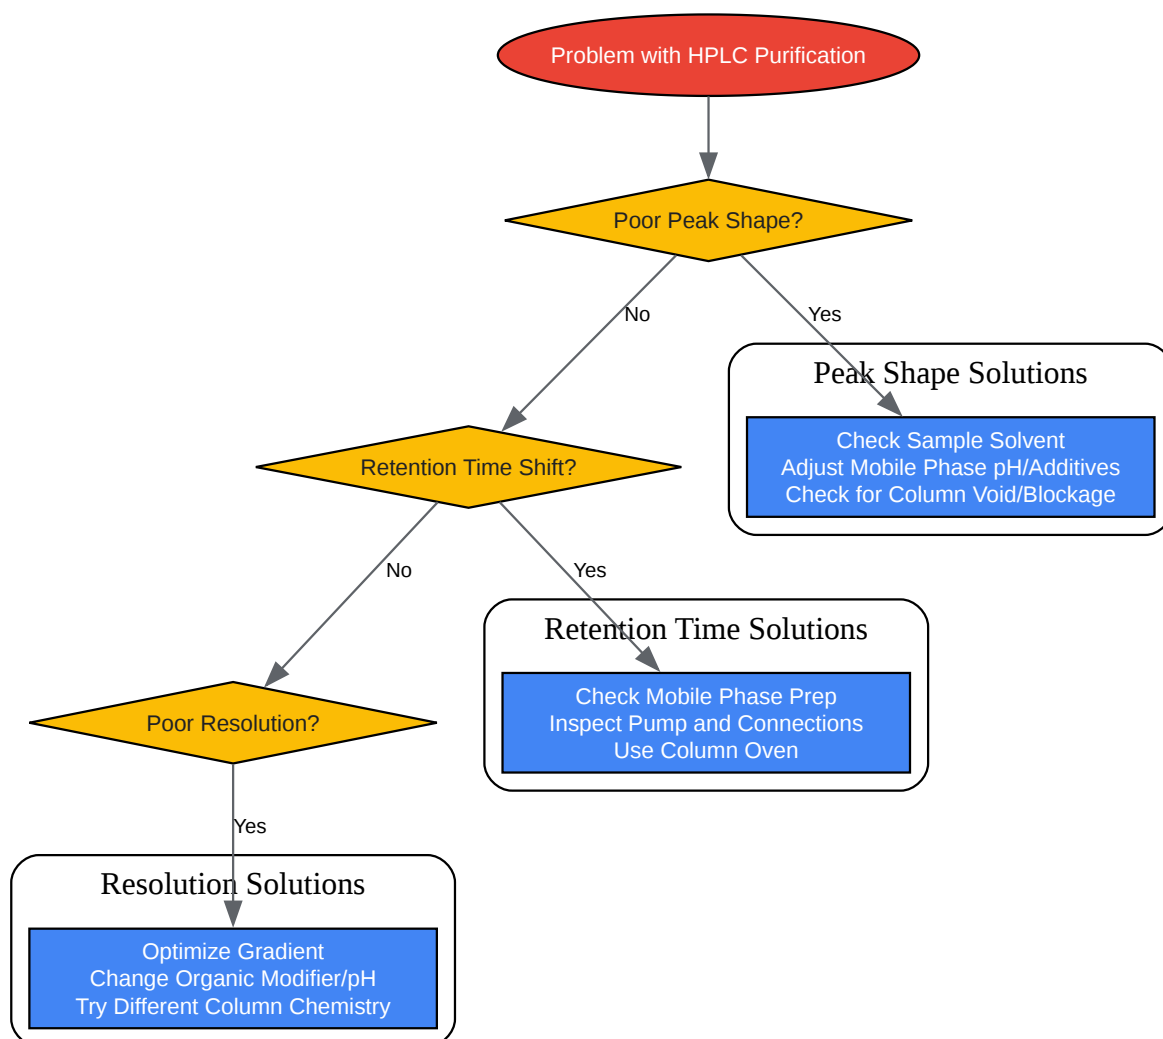 Problem with HPLC Purification
Poor Peak Shape?
No
Yes
Peak Shape Solutions
Check Sample Solvent
Adjust Mobile Phase pH/Additives
Check for Column Void/Blockage
Retention Time Shift?
No
Yes
Retention Time Solutions
Check Mobile Phase Prep
Inspect Pump and Connections
Use Column Oven
Poor Resolution?
Yes
Resolution Solutions
Optimize Gradient
Change Organic Modifier/pH
Try Different Column Chemistry